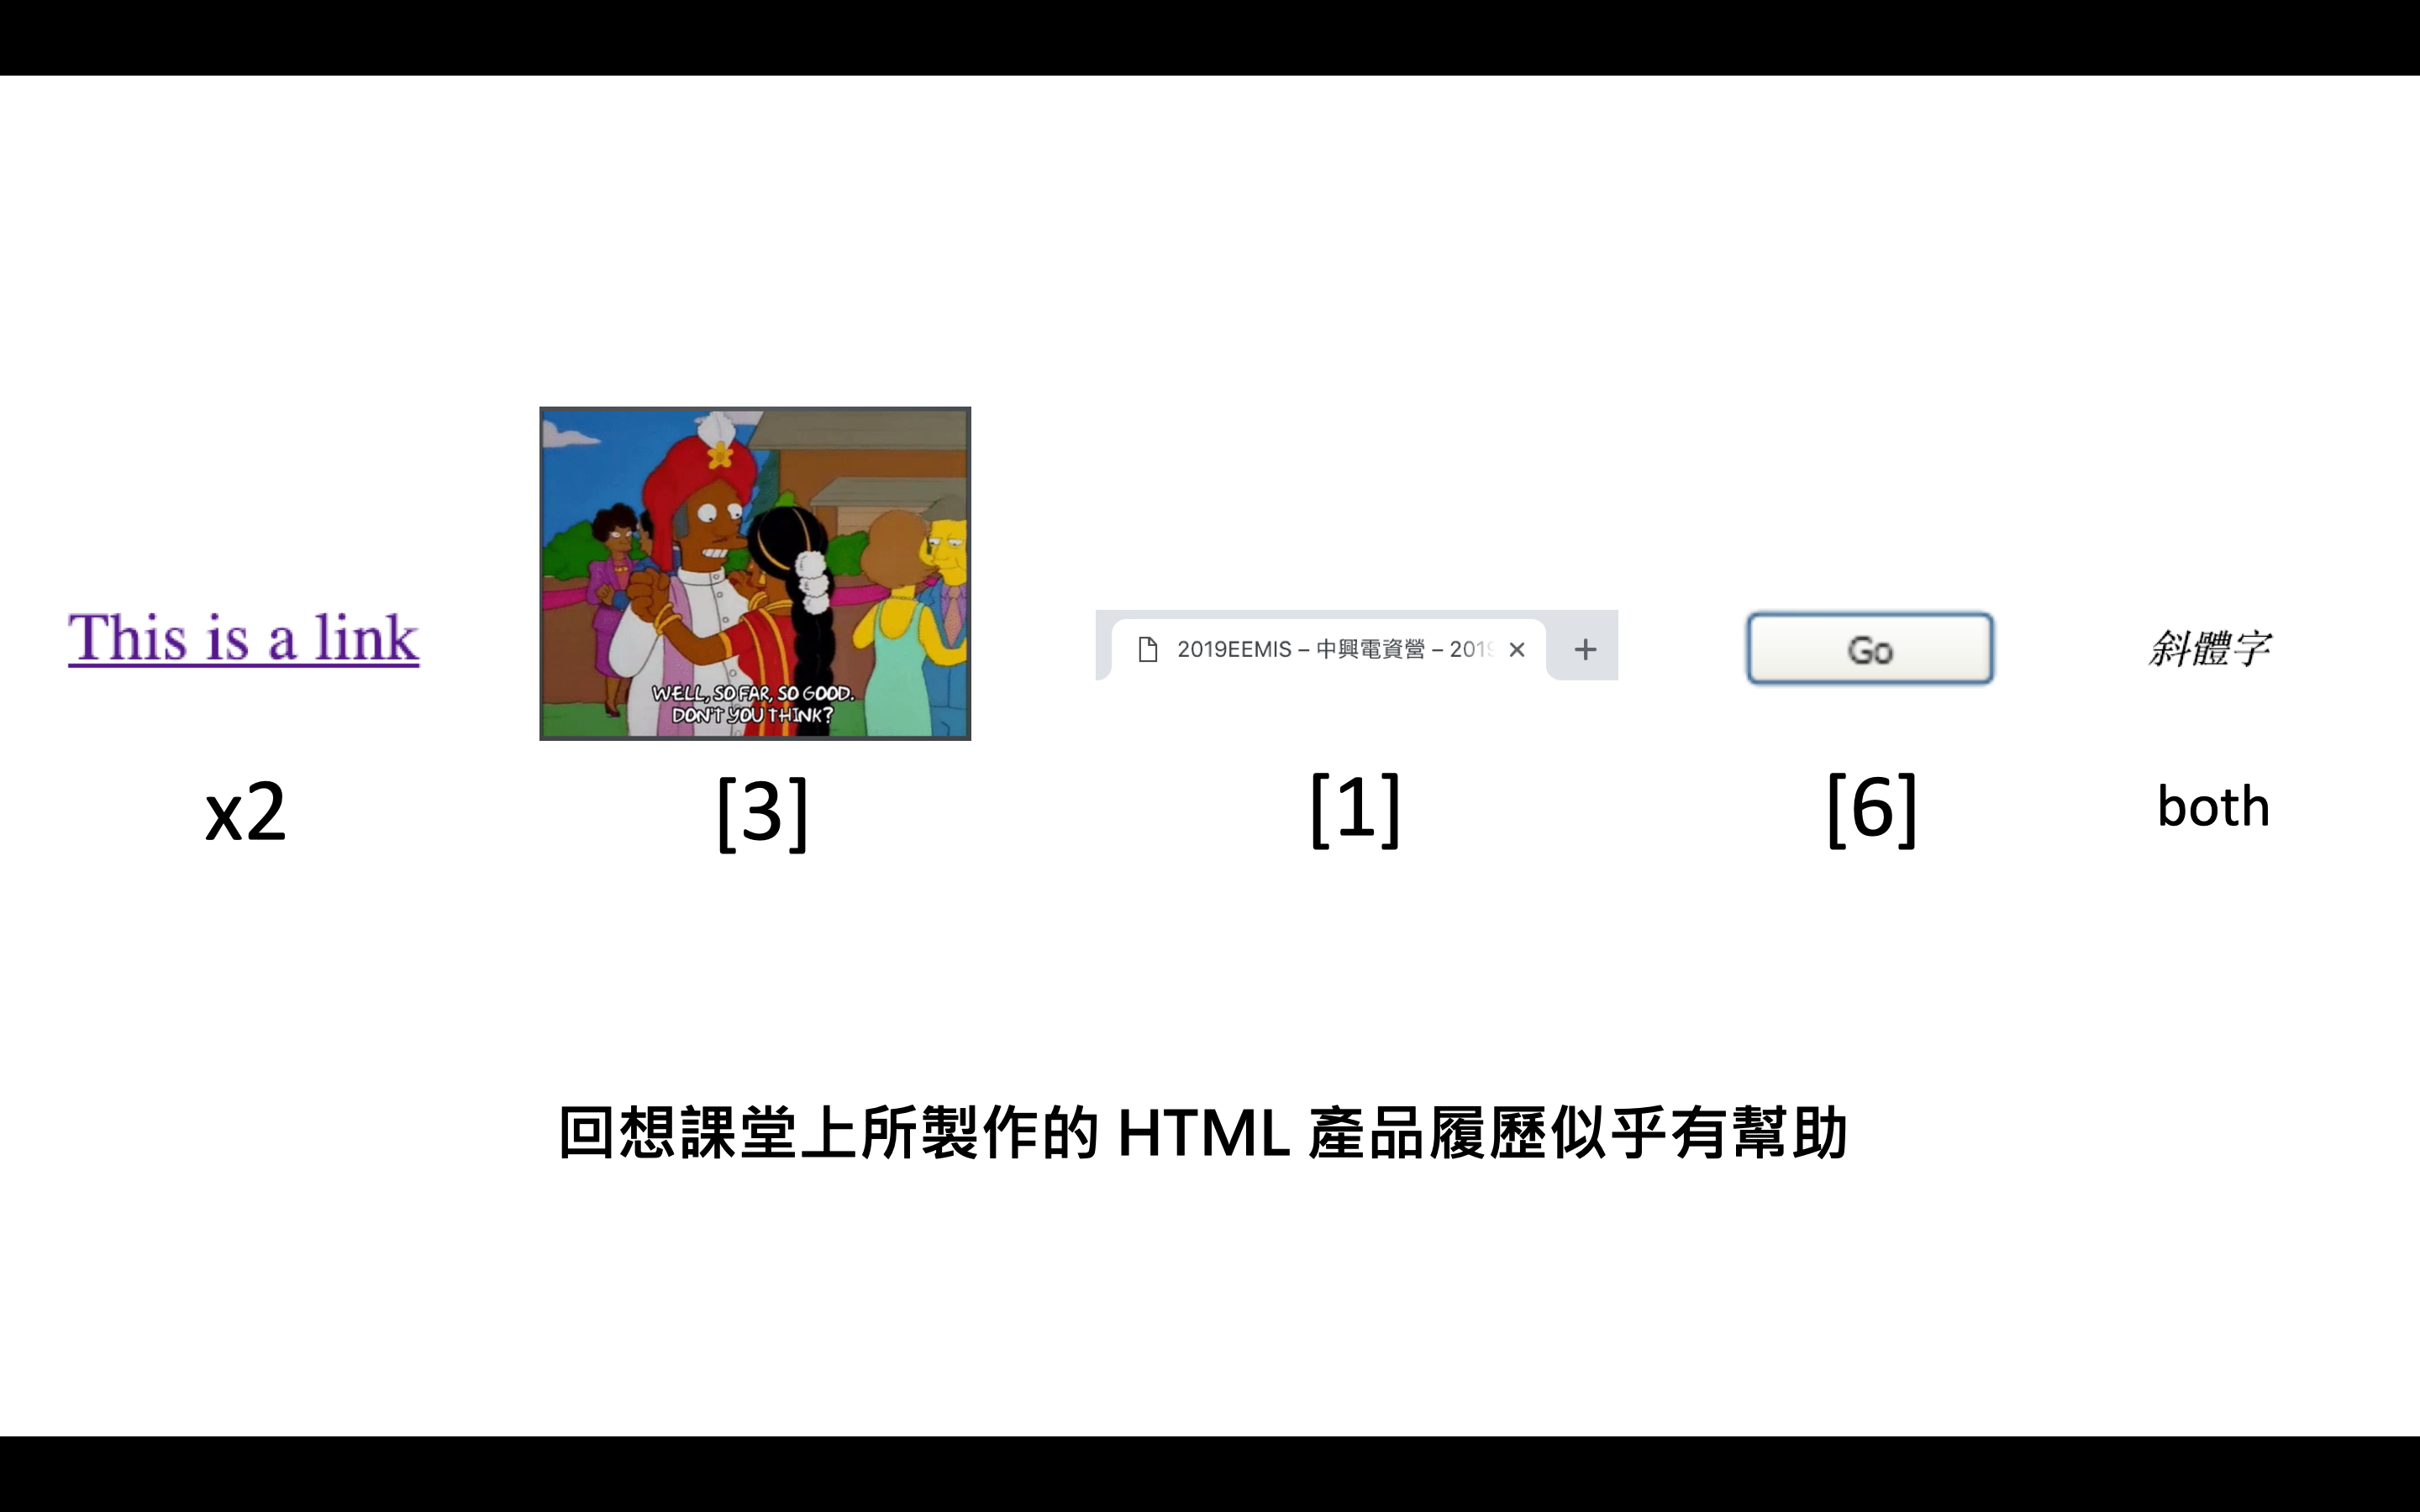 This is a link
WELL, SO FAR, SO GOOD.
DON'T YOU THINK?
2019EEMIS – 中興電資營 – 2019
Go
斜體字
x2
[3]
[1]
[6]
both
回想課堂上所製作的 HTML 產品履歷似乎有幫助